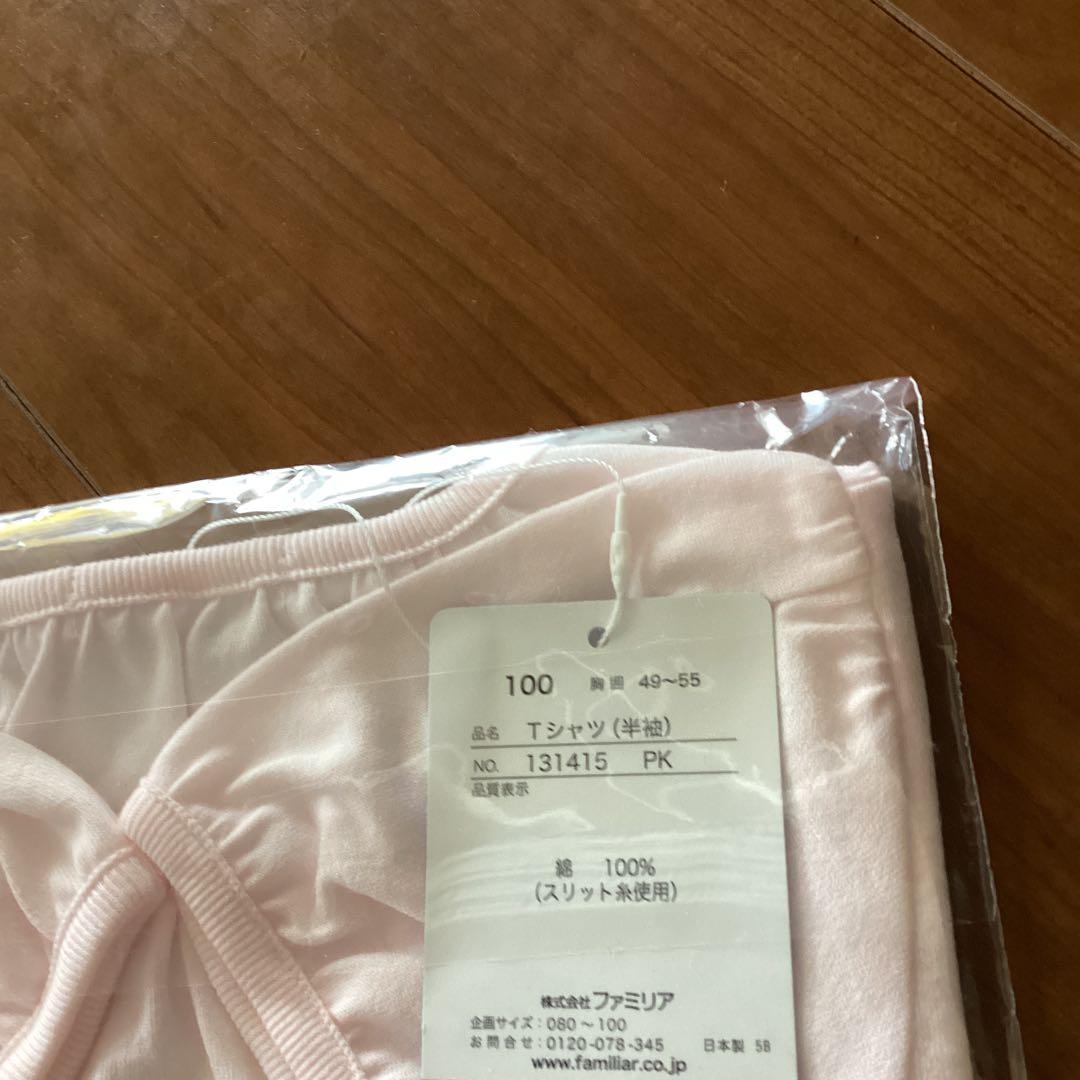 100 胸囲 49〜55
品名 Tシャツ(半袖)
NO. 131415 PK
品質表示
綿 100%
(スリット糸使用)
株式会社ファミリア
企画サイズ:080〜100
お問合せ:0120-078-345 日本製 5B
www.familiar.co.jp